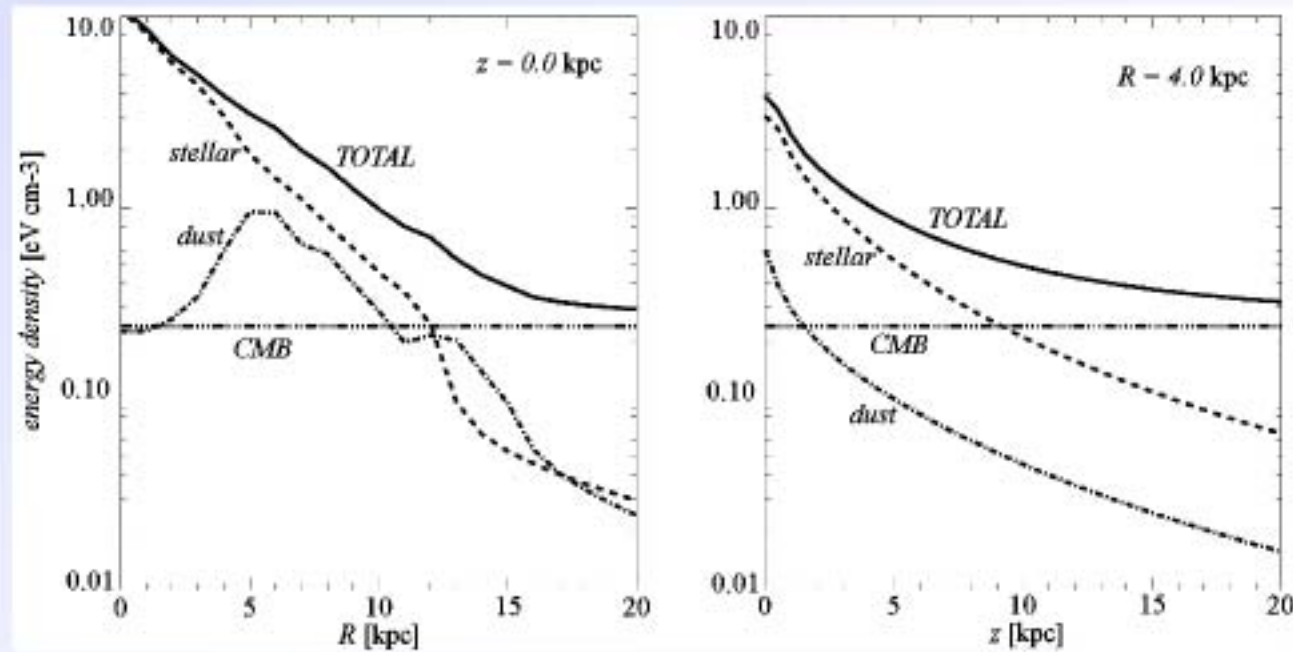 10.0
1.00
0.10
0.01
energy density [eV cm-3]
z = 0.0 kpc
stellar
TOTAL
dust
CMB
0 5 10 15 20
R [kpc]
10.0
1.00
0.10
0.01
R = 4.0 kpc
TOTAL
stellar
CMB
dust
0 5 10 15 20
z [kpc]